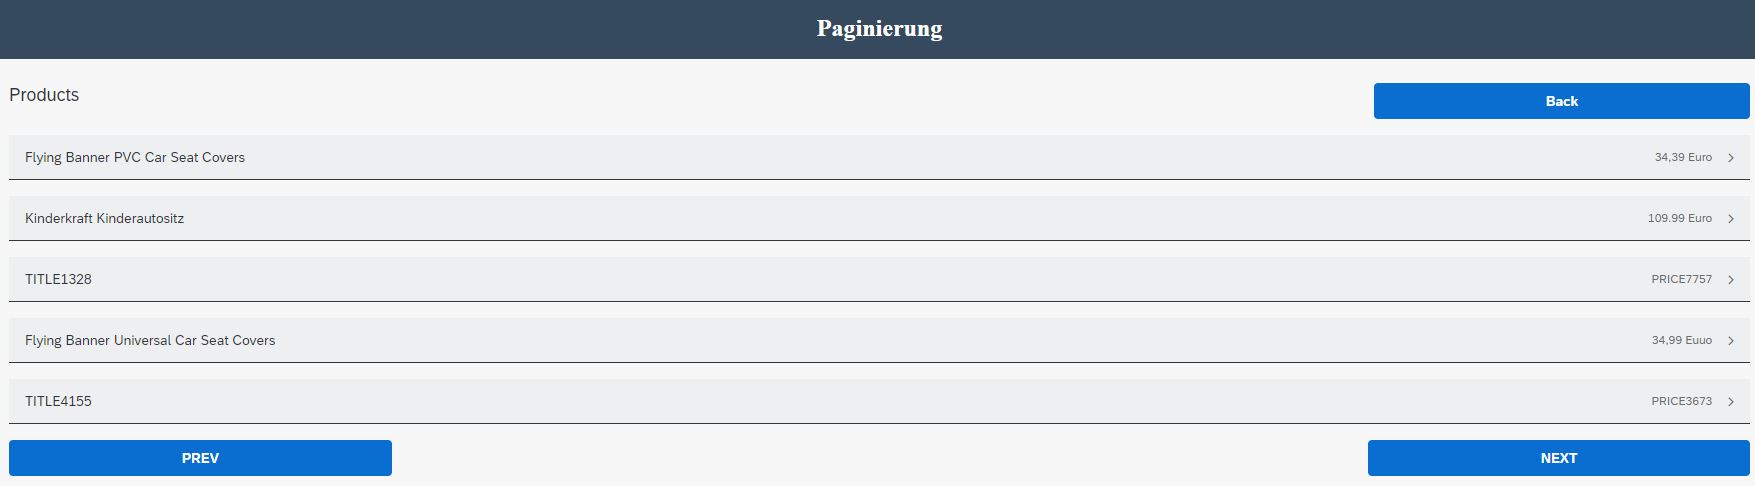 Paginierung
Products
Back
Flying Banner PVC Car Seat Covers 34,39 Euro
Kinderkraft Kinderautositz 109.99 Euro
TITLE1328 PRICE7757
Flying Banner Universal Car Seat Covers 34,99 Euuo
TITLE4155 PRICE3673
PREV NEXT